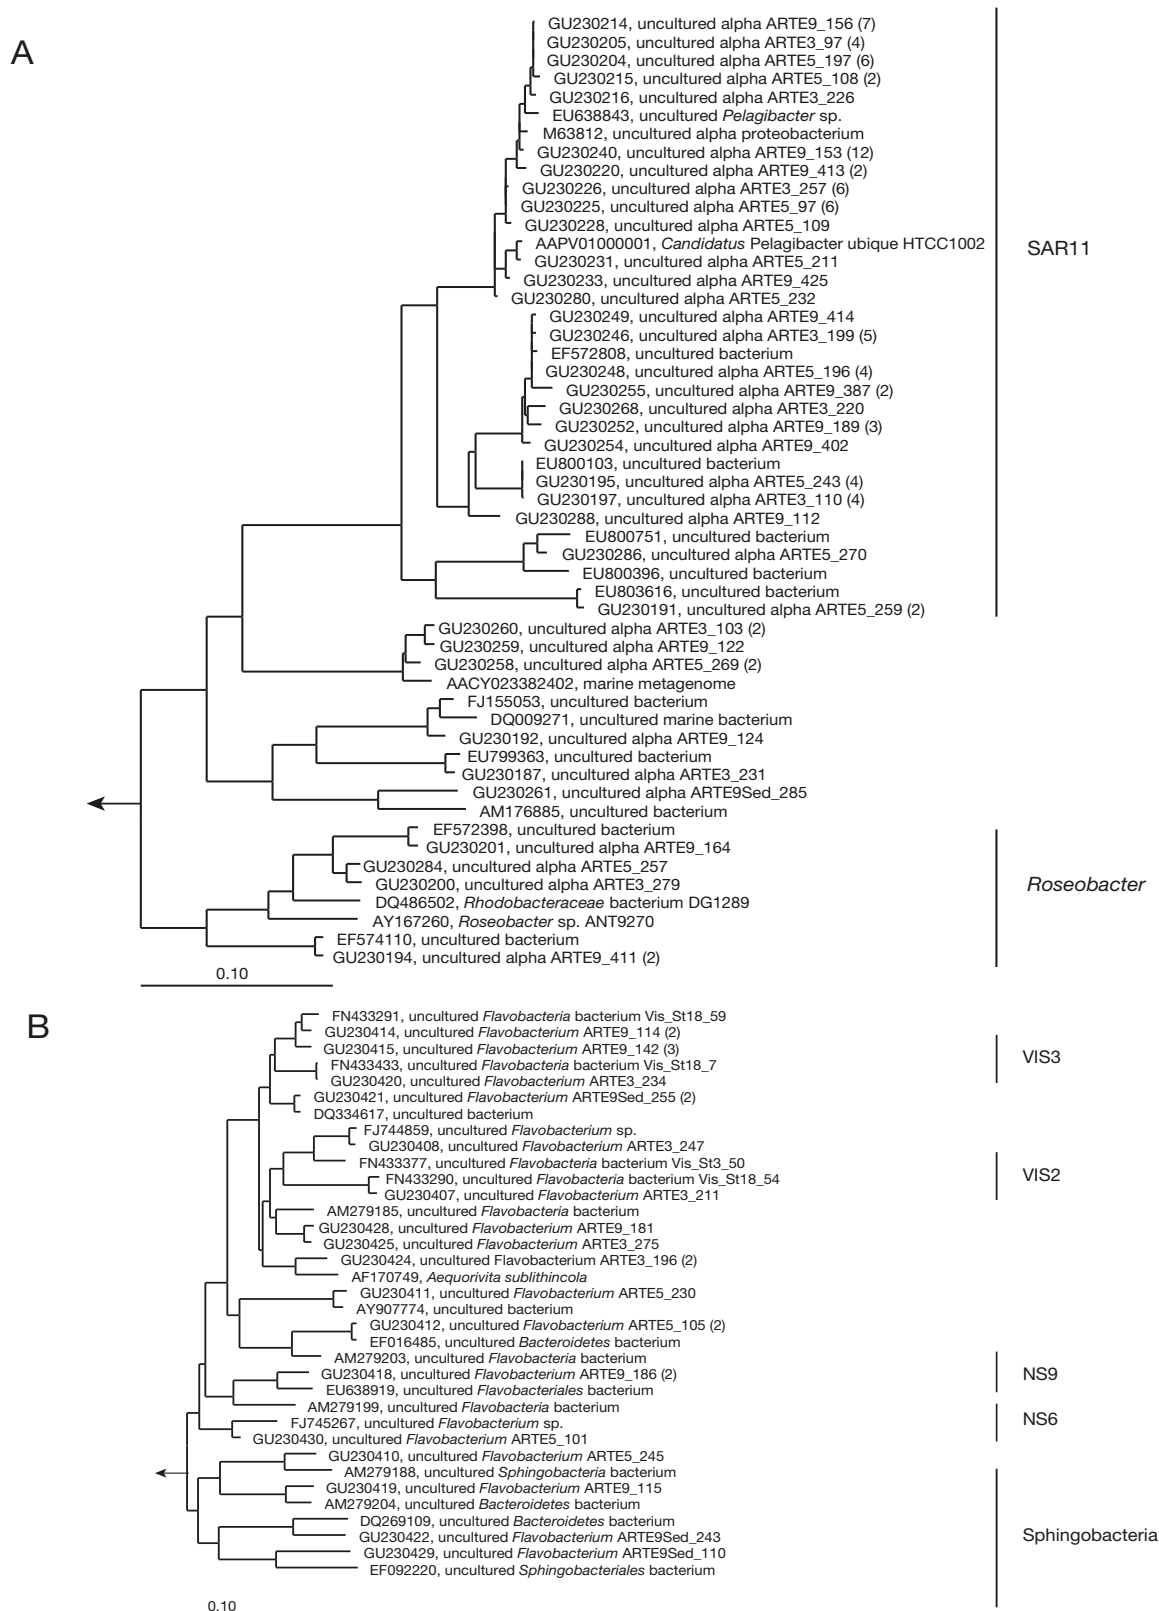 A
GU230214, uncultured alpha ARTE9_156 (7)
GU230205, uncultured alpha ARTE3_97 (4)
GU230204, uncultured alpha ARTE5_197 (6)
GU230215, uncultured alpha ARTE5_108 (2)
GU230216, uncultured alpha ARTE3_226
EU638843, uncultured Pelagibacter sp.
M63812, uncultured alpha proteobacterium
GU230240, uncultured alpha ARTE9_153 (12)
GU230220, uncultured alpha ARTE9_413 (2)
GU230226, uncultured alpha ARTE3_257 (6)
GU230225, uncultured alpha ARTE5_97 (6)
GU230228, uncultured alpha ARTE5_109
AAPV01000001, Candidatus Pelagibacter ubique HTCC1002
SAR11
GU230231, uncultured alpha ARTE5_211
GU230233, uncultured alpha ARTE9_425
GU230280, uncultured alpha ARTE5_232
GU230249, uncultured alpha ARTE9_414
GU230246, uncultured alpha ARTE3_199 (5)
EF572808, uncultured bacterium
GU230248, uncultured alpha ARTE5_196 (4)
GU230255, uncultured alpha ARTE9_387 (2)
GU230268, uncultured alpha ARTE3_220
GU230252, uncultured alpha ARTE9_189 (3)
GU230254, uncultured alpha ARTE9_402
EU800103, uncultured bacterium
GU230195, uncultured alpha ARTE5_243 (4)
GU230197, uncultured alpha ARTE3_110 (4)
GU230288, uncultured alpha ARTE9_112
EU800751, uncultured bacterium
GU230286, uncultured alpha ARTE5_270
EU800396, uncultured bacterium
EU803616, uncultured bacterium
GU230191, uncultured alpha ARTE5_259 (2)
GU230260, uncultured alpha ARTE3_103 (2)
GU230259, uncultured alpha ARTE9_122
GU230258, uncultured alpha ARTE5_269 (2)
AACY023382402, marine metagenome
FJ155053, uncultured bacterium
DQ009271, uncultured marine bacterium
GU230192, uncultured alpha ARTE9_124
EU799363, uncultured bacterium
GU230187, uncultured alpha ARTE3_231
GU230261, uncultured alpha ARTE9Sed_285
AM176885, uncultured bacterium
EF572398, uncultured bacterium
GU230201, uncultured alpha ARTE9_164
GU230284, uncultured alpha ARTE5_257
GU230200, uncultured alpha ARTE3_279
Roseobacter
DQ486502, Rhodobacteraceae bacterium DG1289
AY167260, Roseobacter sp. ANT9270
EF574110, uncultured bacterium
GU230194, uncultured alpha ARTE9_411 (2)
0.10
B
FN433291, uncultured Flavobacteria bacterium Vis_St18_59
GU230414, uncultured Flavobacterium ARTE9_114 (2)
GU230415, uncultured Flavobacterium ARTE9_142 (3)
VIS3
FN433433, uncultured Flavobacteria bacterium Vis_St18_7
GU230420, uncultured Flavobacterium ARTE3_234
GU230421, uncultured Flavobacterium ARTE9Sed_255 (2)
DQ334617, uncultured bacterium
FJ744859, uncultured Flavobacterium sp.
GU230408, uncultured Flavobacterium ARTE3_247
FN433377, uncultured Flavobacteria bacterium Vis_St3_50
VIS2
FN433290, uncultured Flavobacteria bacterium Vis_St18_54
GU230407, uncultured Flavobacterium ARTE3_211
AM279185, uncultured Flavobacteria bacterium
GU230428, uncultured Flavobacterium ARTE9_181
GU230425, uncultured Flavobacterium ARTE3_275
GU230424, uncultured Flavobacterium ARTE3_196 (2)
AF170749, Aequorivita sublithincola
GU230411, uncultured Flavobacterium ARTE5_230
AY907774, uncultured bacterium
GU230412, uncultured Flavobacterium ARTE5_105 (2)
EF016485, uncultured Bacteroidetes bacterium
AM279203, uncultured Flavobacteria bacterium
GU230418, uncultured Flavobacterium ARTE9_186 (2)
NS9
EU638919, uncultured Flavobacteriales bacterium
AM279199, uncultured Flavobacteria bacterium
NS6
FJ745267, uncultured Flavobacterium sp.
GU230430, uncultured Flavobacterium ARTE5_101
GU230410, uncultured Flavobacterium ARTE5_245
AM279188, uncultured Sphingobacteria bacterium
GU230419, uncultured Flavobacterium ARTE9_115
AM279204, uncultured Bacteroidetes bacterium
DQ269109, uncultured Bacteroidetes bacterium
Sphingobacteria
GU230422, uncultured Flavobacterium ARTE9Sed_243
GU230429, uncultured Flavobacterium ARTE9Sed_110
EF092220, uncultured Sphingobacteriales bacterium
0.10